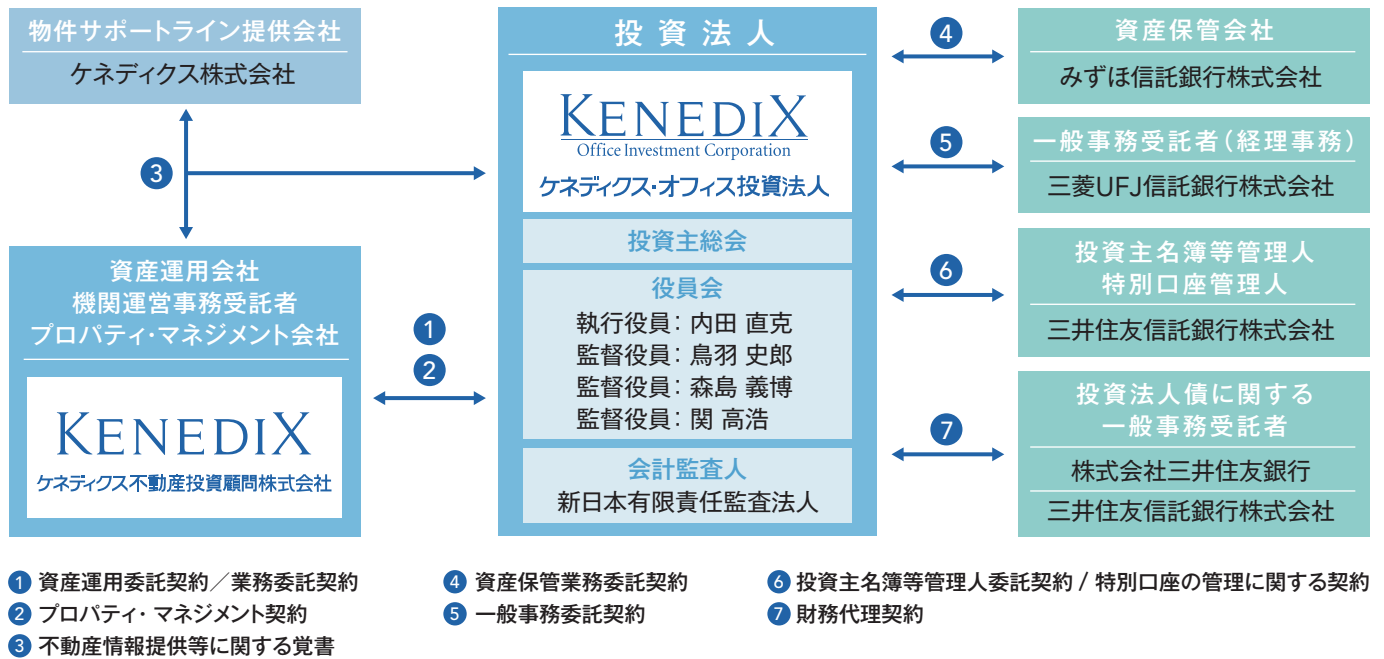 物件サポートライン提供会社
ケネディクス株式会社
3
資産運用会社
機関運営事務受託者
プロパティ・マネジメント会社
KENEDIX
ケネディクス不動産投資顧問株式会社
1
2
投資法人
KENEDIX
Office Investment Corporation
ケネディクス・オフィス投資法人
投資主総会
役員会
執行役員：内田 直克
監督役員：鳥羽 史郎
監督役員：森島 義博
監督役員：関 高浩
会計監査人
新日本有限責任監査法人
4
資産保管会社
みずほ信託銀行株式会社
5
一般事務受託者（経理事務）
三菱UFJ信託銀行株式会社
6
投資主名簿等管理人
特別口座管理人
三井住友信託銀行株式会社
7
投資法人債に関する
一般事務受託者
株式会社三井住友銀行
三井住友信託銀行株式会社
1 資産運用委託契約／業務委託契約
2 プロパティ・マネジメント契約
3 不動産情報提供等に関する覚書
4 資産保管業務委託契約
5 一般事務委託契約
6 投資主名簿等管理人委託契約 / 特別口座の管理に関する契約
7 財務代理契約